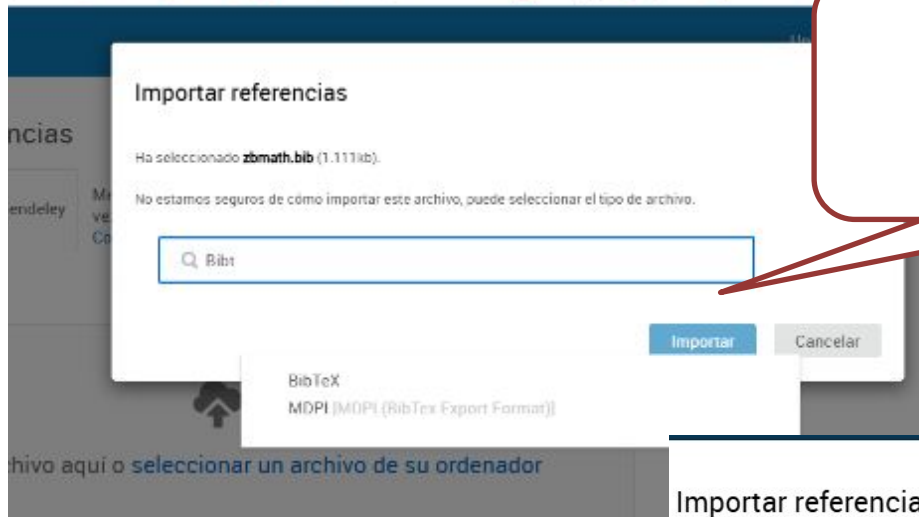 Importar referencias
ncias
Ha seleccionado zbmath.bib (1.111kb).
endeley
No estamos seguros de cómo importar este archivo, puede seleccionar el tipo de archivo.
Bibt
Importar
Cancelar
BibTeX
MDPI [MDPI (BibTex Export Format)]
hivo aquí o seleccionar un archivo de su ordenador
Importar referencia